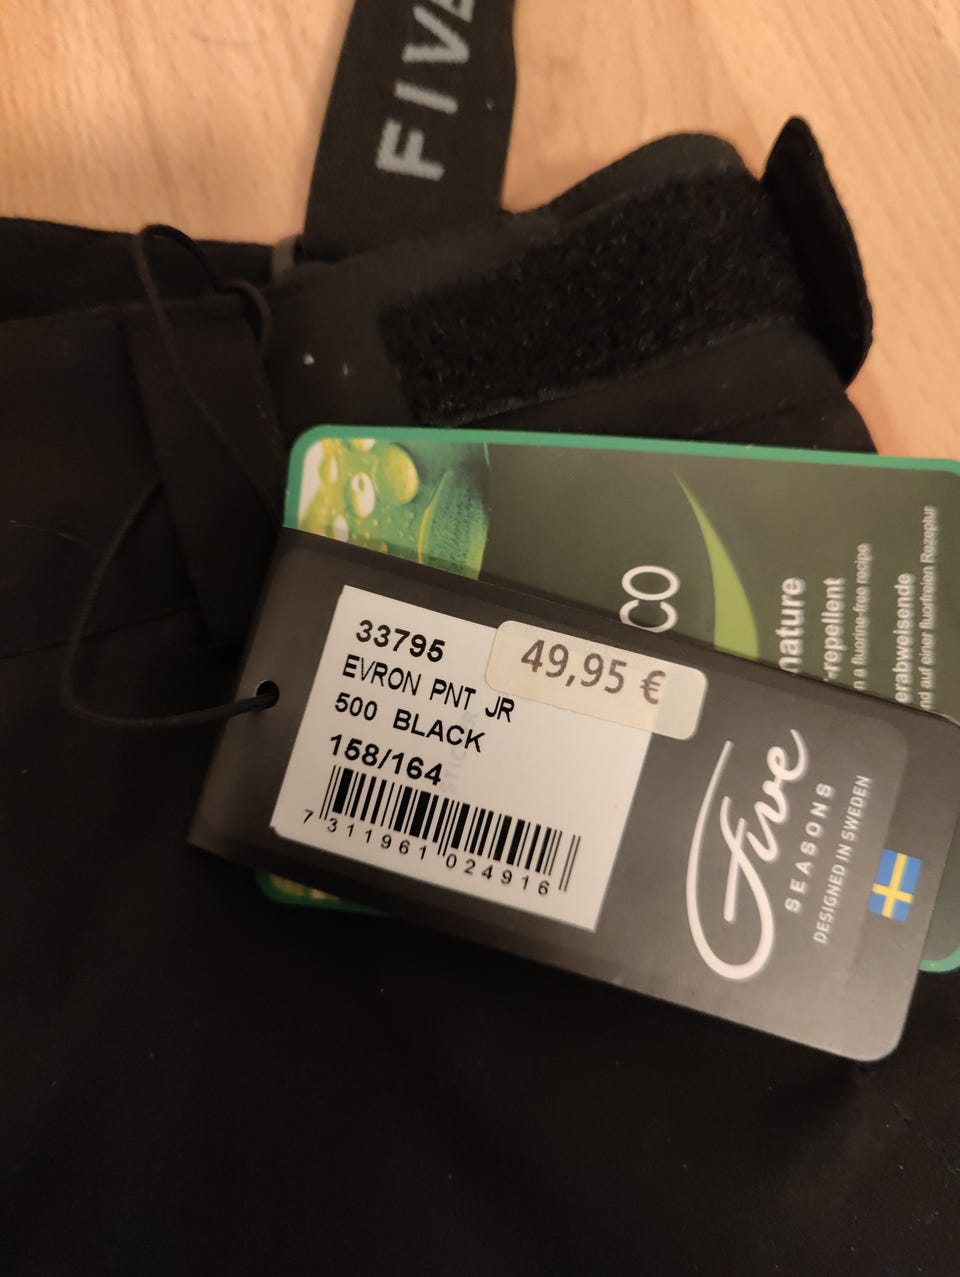 FIVE
CO
nature
-repellent
n a fluorine-free recipe
erabweisende
nd auf einer fluorfreien Rezeptur
33795
EVRON PNT JR
500 BLACK
158/164
7 311961 024916
49,95 €
Five
SEASONS
DESIGNED IN SWEDEN